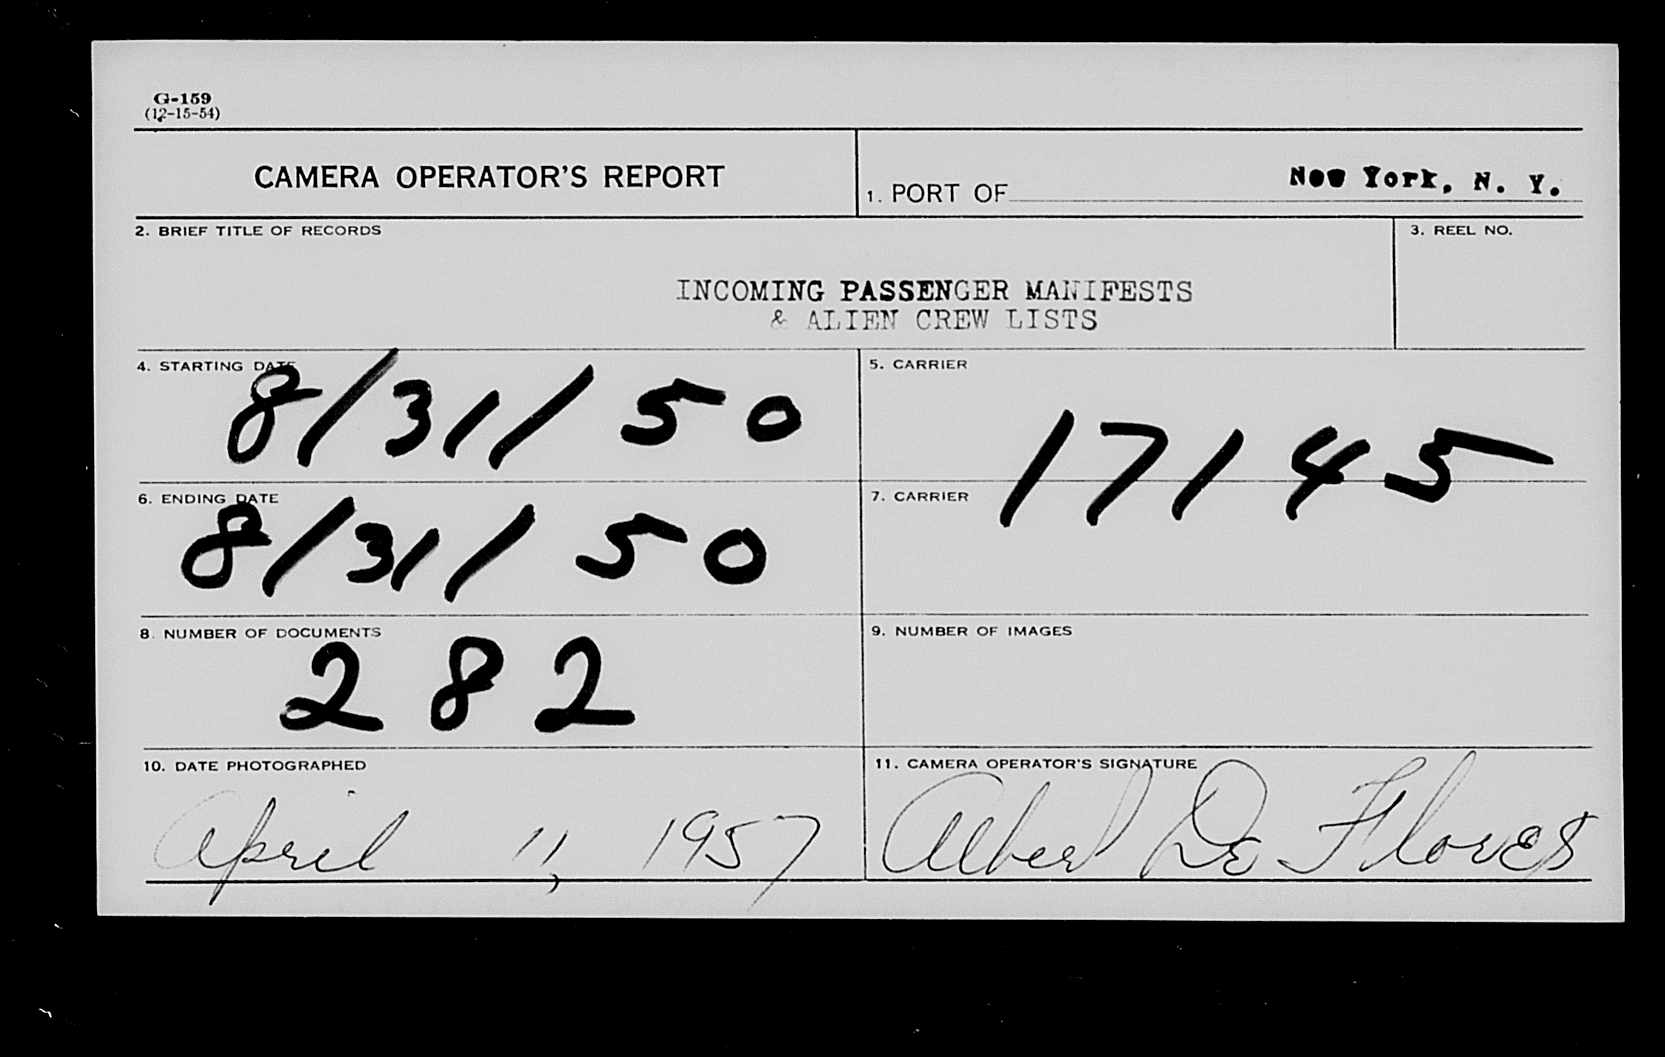 G-159
(12-15-54)
CAMERA OPERATOR'S REPORT
1. PORT OF New York, N. Y.
2. BRIEF TITLE OF RECORDS
3. REEL NO.
INCOMING PASSENGER MANIFESTS
& ALIEN CREW LISTS
4. STARTING DATE
8/31/50
5. CARRIER
17145
6. ENDING DATE
8/31/50
7. CARRIER
8. NUMBER OF DOCUMENTS
282
9. NUMBER OF IMAGES
10. DATE PHOTOGRAPHED
April 11, 1957
11. CAMERA OPERATOR'S SIGNATURE
Albert De Flores